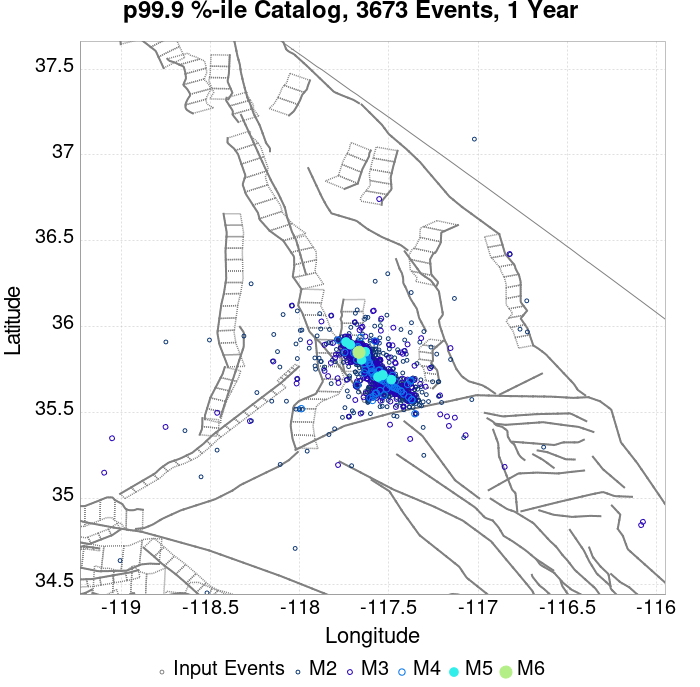 p99.9 %-ile Catalog, 3673 Events, 1 Year
37.5
37
36.5
36
35.5
35
34.5
Latitude
-119 -118.5 -118 -117.5 -117 -116.5 -116
Longitude
Input Events M2 M3 M4 M5 M6